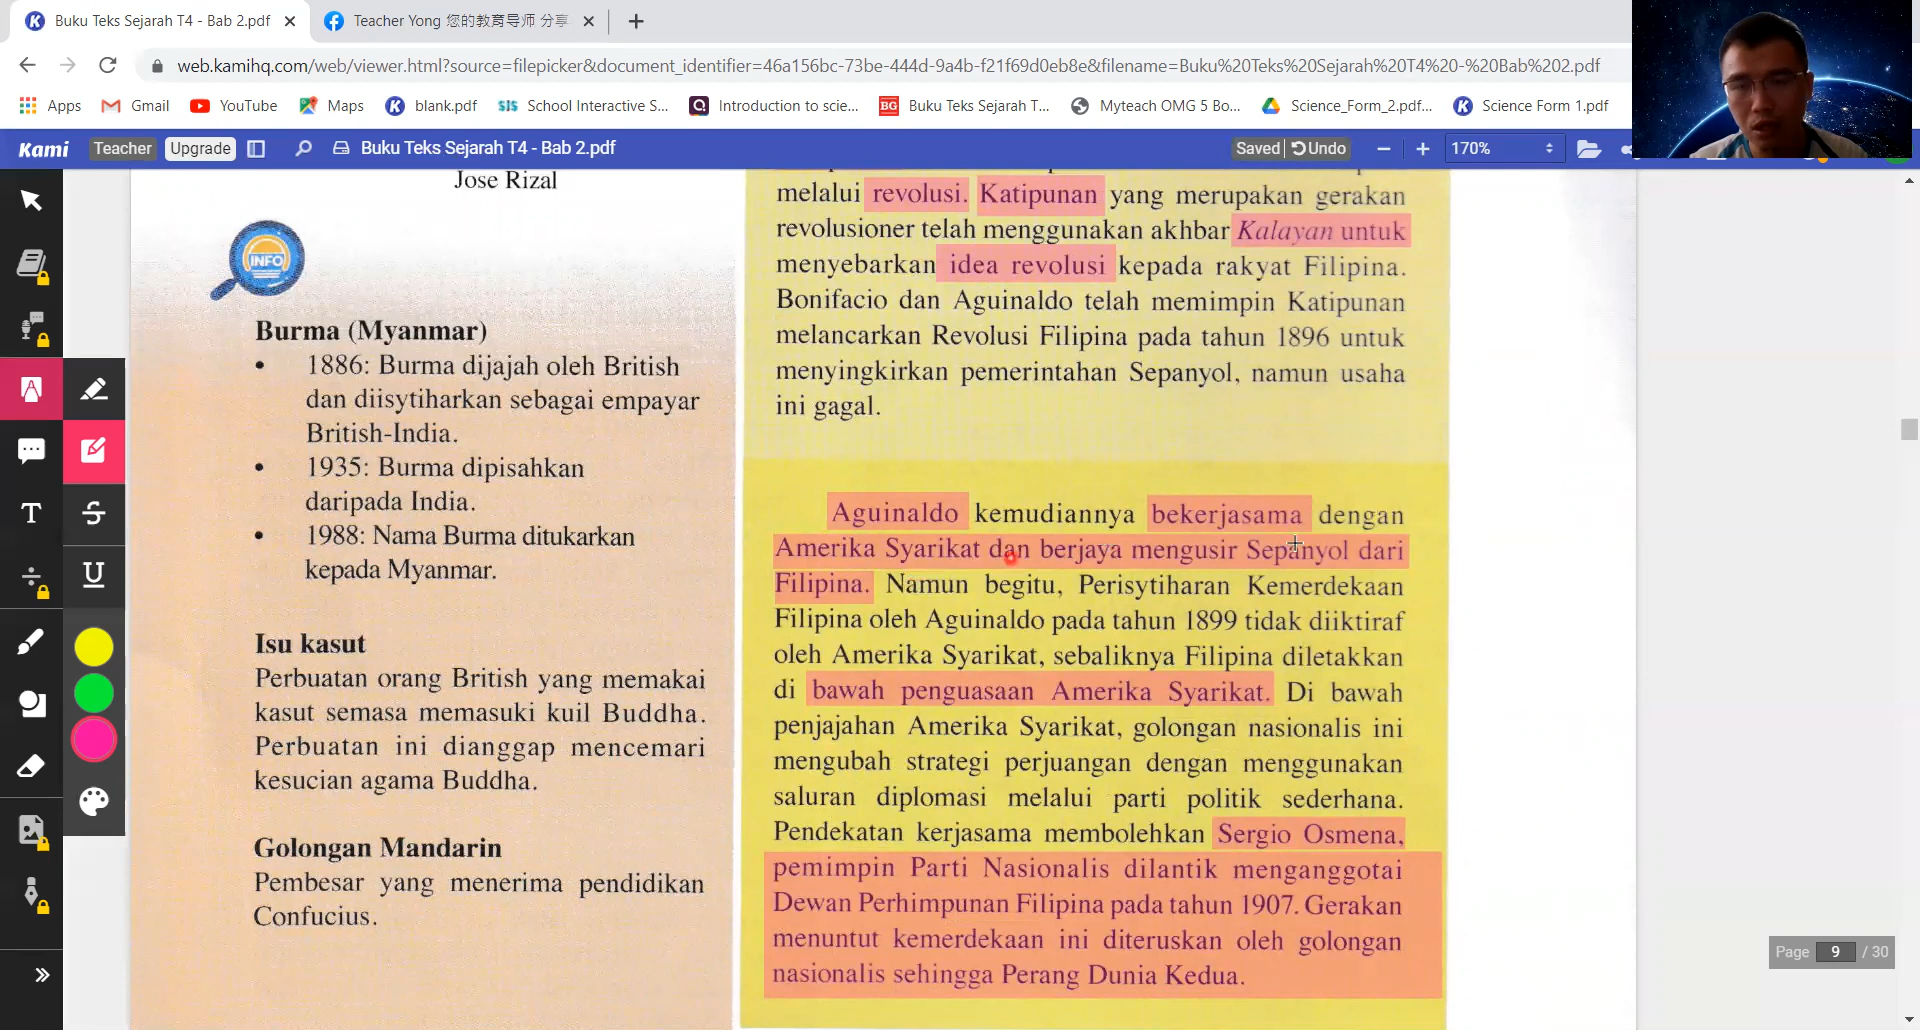 Buku Teks Sejarah T4 - Bab 2.pdf
Teacher Yong 您的教育导师 分享
web.kamihq.com/web/viewer.html?source=filepicker&document_identifier=46a156bc-73be-444d-9a4b-f21f69d0eb8e&filename=Buku%20Teks%20Sejarah%20T4%20-%20Bab%202.pdf
Apps Gmail YouTube Maps blank.pdf School Interactive S... Introduction to scie... Buku Teks Sejarah T... Myteach OMG 5 Bo... Science_Form_2.pdf... Science Form 1.pdf
Kami Teacher Upgrade Buku Teks Sejarah T4 - Bab 2.pdf Saved Undo 170%
Jose Rizal
INFO
Burma (Myanmar)
• 1886: Burma dijajah oleh British
dan diisytiharkan sebagai empayar
British-India.
• 1935: Burma dipisahkan
daripada India.
• 1988: Nama Burma ditukarkan
kepada Myanmar.
Isu kasut
Perbuatan orang British yang memakai
kasut semasa memasuki kuil Buddha.
Perbuatan ini dianggap mencemari
kesucian agama Buddha.
Golongan Mandarin
Pembesar yang menerima pendidikan
Confucius.
melalui revolusi. Katipunan yang merupakan gerakan
revolusioner telah menggunakan akhbar Kalayan untuk
menyebarkan idea revolusi kepada rakyat Filipina.
Bonifacio dan Aguinaldo telah memimpin Katipunan
melancarkan Revolusi Filipina pada tahun 1896 untuk
menyingkirkan pemerintahan Sepanyol, namun usaha
ini gagal.
Aguinaldo kemudiannya bekerjasama dengan
Amerika Syarikat dan berjaya mengusir Sepanyol dari
Filipina. Namun begitu, Perisytiharan Kemerdekaan
Filipina oleh Aguinaldo pada tahun 1899 tidak diiktiraf
oleh Amerika Syarikat, sebaliknya Filipina diletakkan
di bawah penguasaan Amerika Syarikat. Di bawah
penjajahan Amerika Syarikat, golongan nasionalis ini
mengubah strategi perjuangan dengan menggunakan
saluran diplomasi melalui parti politik sederhana.
Pendekatan kerjasama membolehkan Sergio Osmena,
pemimpin Parti Nasionalis dilantik menganggotai
Dewan Perhimpunan Filipina pada tahun 1907. Gerakan
menuntut kemerdekaan ini diteruskan oleh golongan
nasionalis sehingga Perang Dunia Kedua.
Page 9 / 30